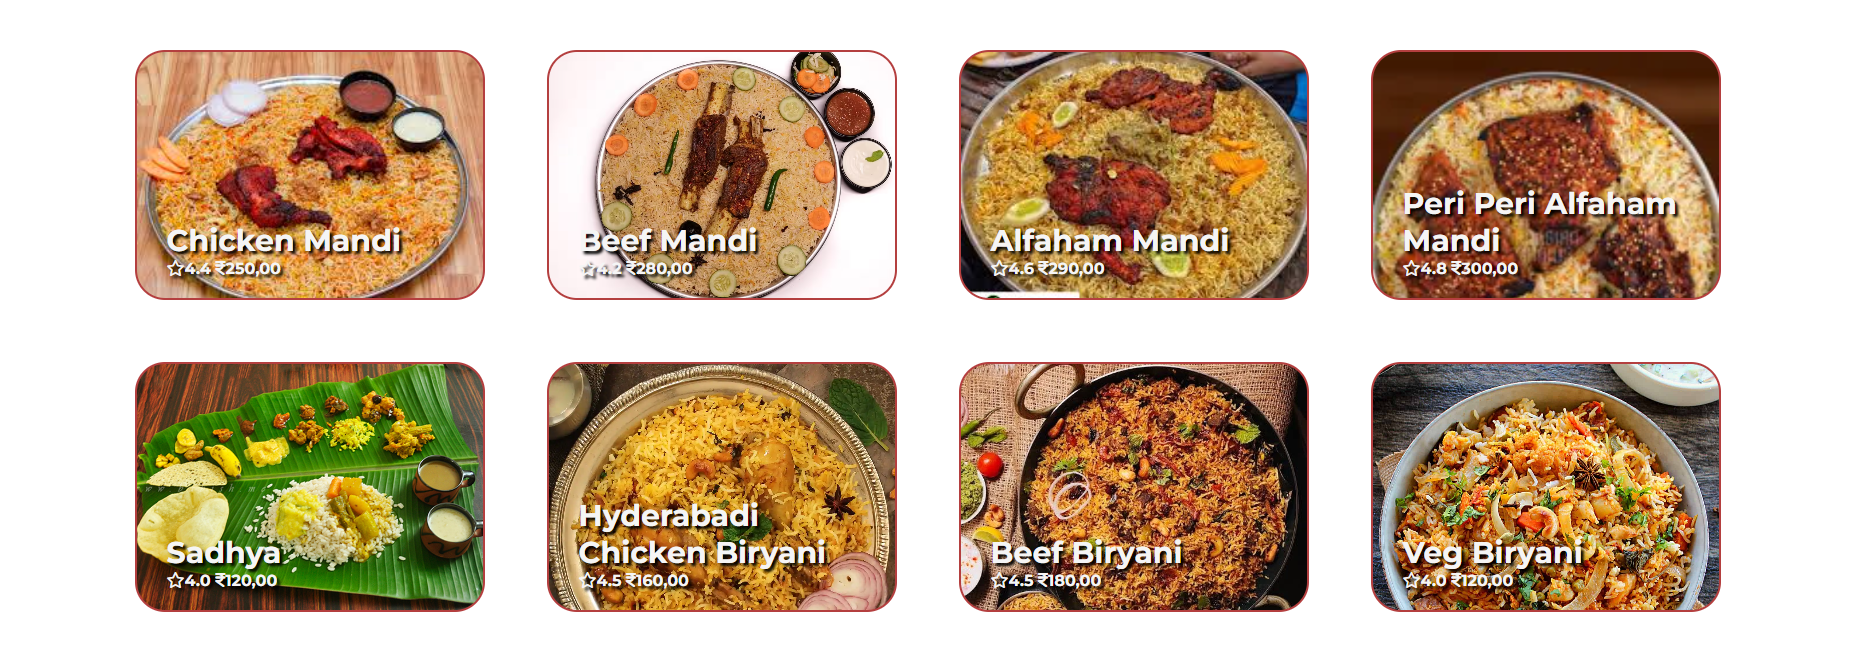 Chicken Mandi
☆4.4 ₹250,00
Beef Mandi
☆4.2 ₹280,00
Alfaham Mandi
☆4.6 ₹290,00
Peri Peri Alfaham
Mandi
☆4.8 ₹300,00
Sadhya
☆4.0 ₹120,00
Hyderabadi
Chicken Biryani
☆4.5 ₹160,00
Beef Biryani
☆4.5 ₹180,00
Veg Biryani
☆4.0 ₹120,00